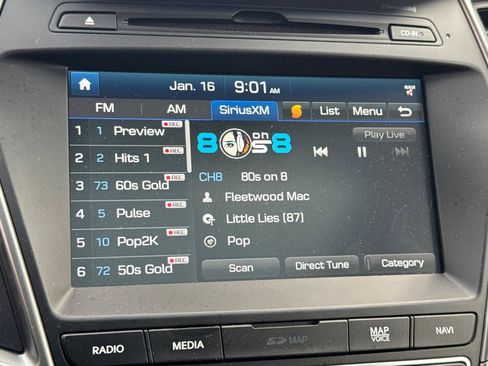 CD-IN
Jan. 16 9:01 AM NAVI
FM AM SiriusXM List Menu
1 1 Preview REC
2 2 Hits 1 REC
3 73 60s Gold REC
4 5 Pulse REC
5 10 Pop2K REC
6 72 50s Gold REC
8 on 8
Play Live
CH8 80s on 8
Fleetwood Mac
Little Lies (87)
Pop
Scan Direct Tune Category
RADIO MEDIA SD MAP MAP VOICE NAVI